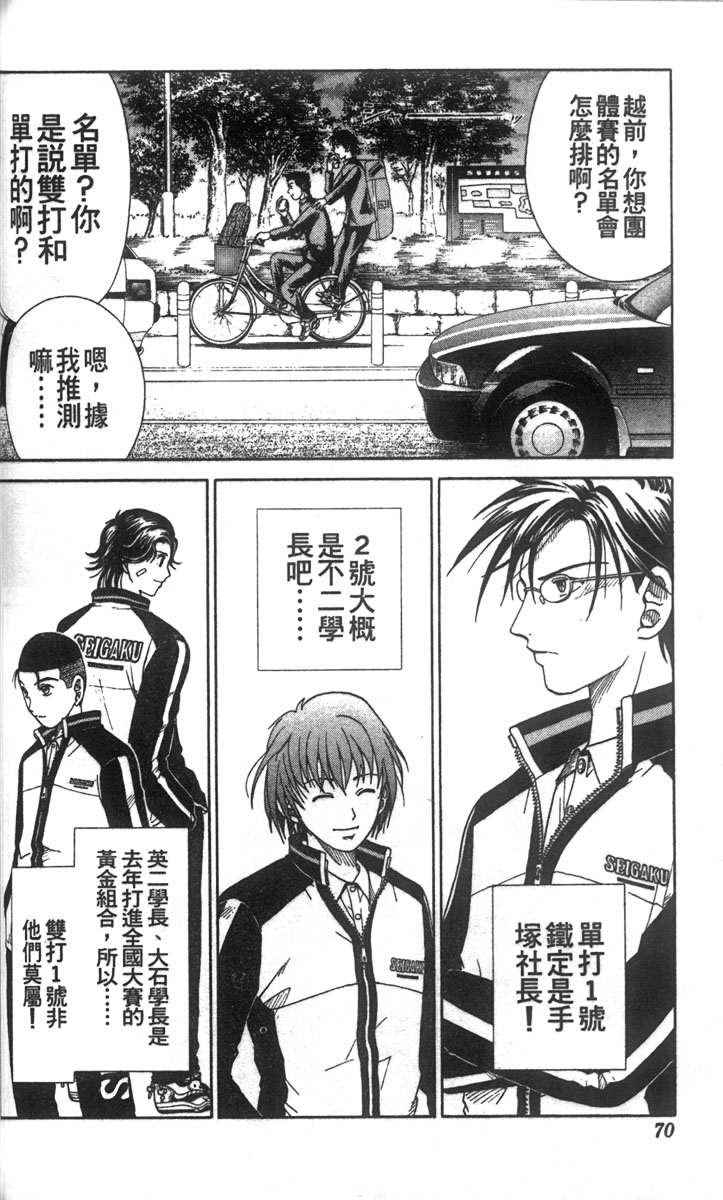 越前，你想團
體賽的名單會
怎麼排啊？
名單？你
是説雙打和
單打的啊？
嗯，據
我推測
嘛……
單打1號
鐵定是手
塚社長！
SEIGAKU
2號大概
是不二學
長吧……
SEIGAKU
英二學長、大石學長是
去年打進全國大賽的
黃金組合，所以……
雙打1號非
他們莫屬！
SEIGAKU
SEIGAKU
S
70